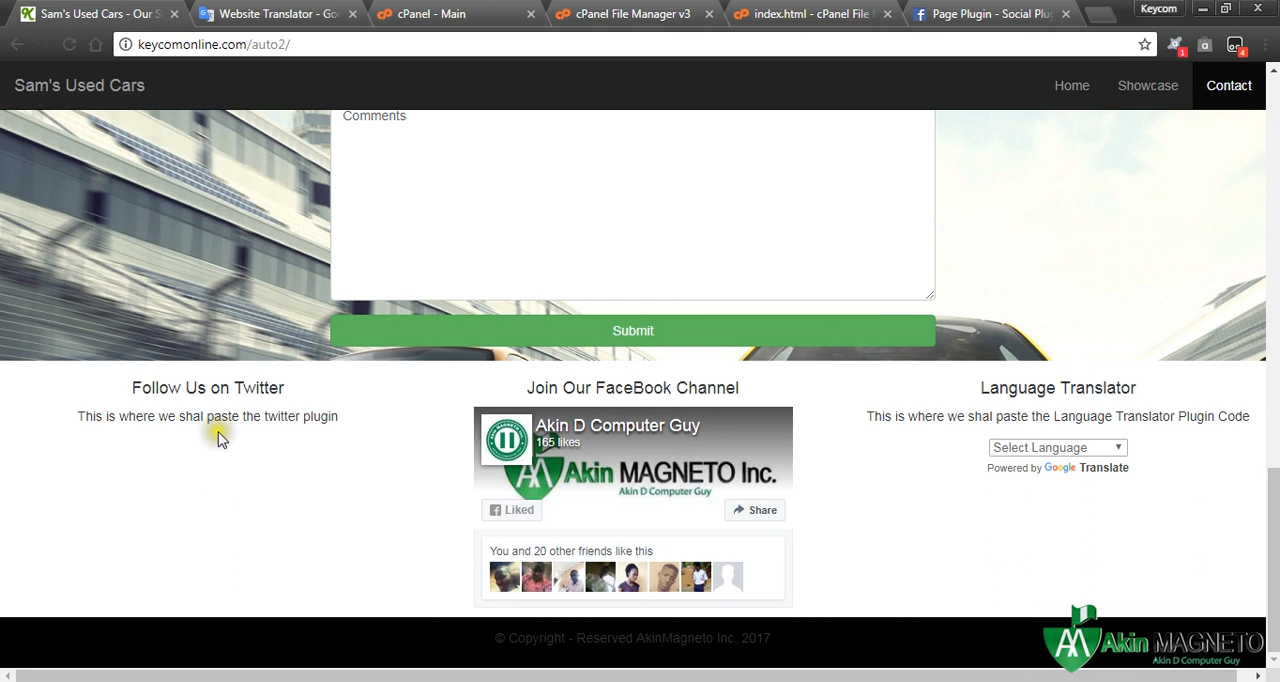 Sam's Used Cars - Our S
Website Translator - Go
cPanel - Main
cPanel File Manager v3
index.html - cPanel File
Page Plugin - Social Plu
Keycom
keycomonline.com/auto2/
1
4
Sam's Used Cars
Home
Showcase
Contact
Comments
Submit
Follow Us on Twitter
This is where we shal paste the twitter plugin
Join Our FaceBook Channel
Akin D Computer Guy
165 likes
Akin MAGNETO Inc.
Akin D Computer Guy
Liked
Share
You and 20 other friends like this
Language Translator
This is where we shal paste the Language Translator Plugin Code
Select Language
Powered by Google Translate
© Copyright - Reserved AkinMagneto Inc. 2017
Akin MAGNETO
Akin D Computer Guy